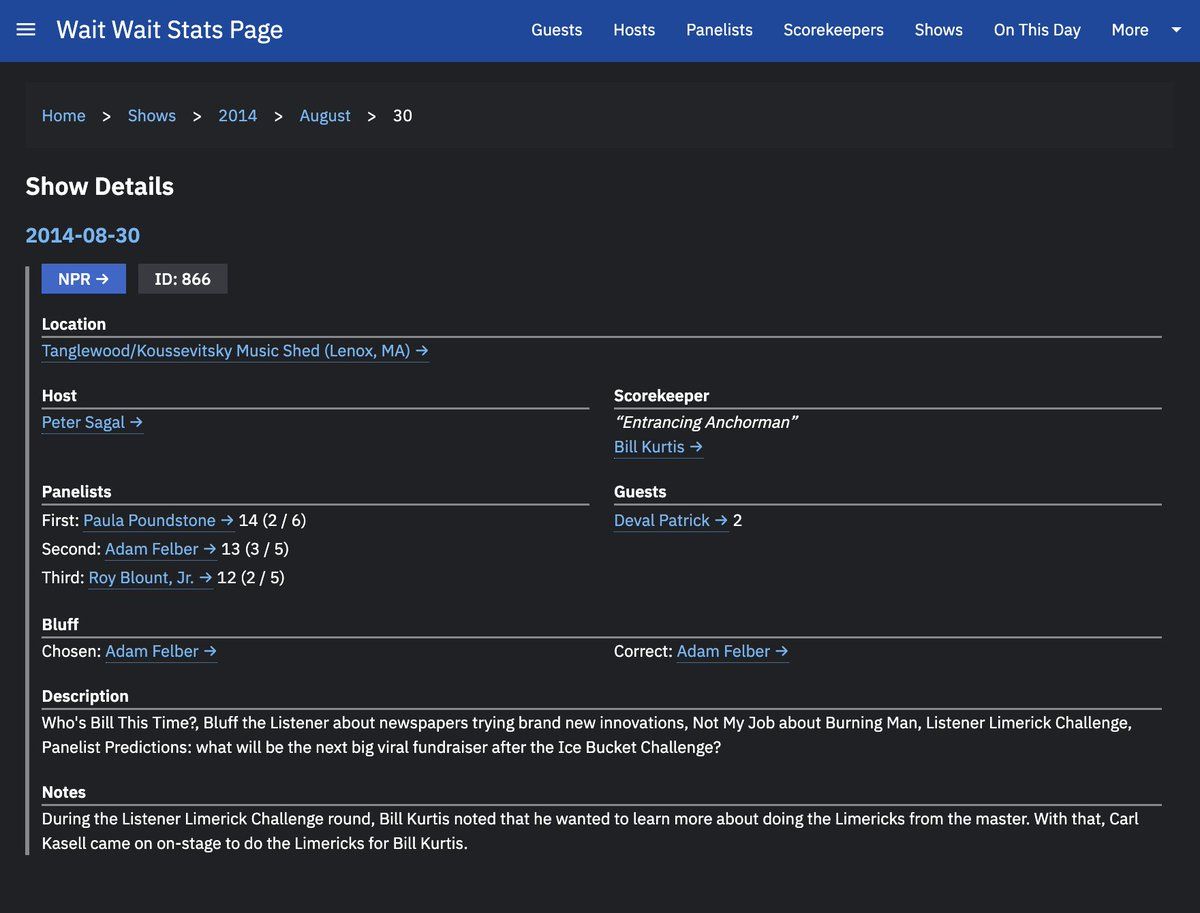 Wait Wait Stats Page
Guests Hosts Panelists Scorekeepers Shows On This Day More
Home > Shows > 2014 > August > 30
Show Details
2014-08-30
NPR → ID: 866
Location
Tanglewood/Koussevitsky Music Shed (Lenox, MA) →
Host
Peter Sagal →
Scorekeeper
“Entrancing Anchorman”
Bill Kurtis →
Panelists
First: Paula Poundstone → 14 (2 / 6)
Second: Adam Felber → 13 (3 / 5)
Third: Roy Blount, Jr. → 12 (2 / 5)
Guests
Deval Patrick → 2
Bluff
Chosen: Adam Felber →
Correct: Adam Felber →
Description
Who's Bill This Time?, Bluff the Listener about newspapers trying brand new innovations, Not My Job about Burning Man, Listener Limerick Challenge,
Panelist Predictions: what will be the next big viral fundraiser after the Ice Bucket Challenge?
Notes
During the Listener Limerick Challenge round, Bill Kurtis noted that he wanted to learn more about doing the Limericks from the master. With that, Carl
Kasell came on on-stage to do the Limericks for Bill Kurtis.